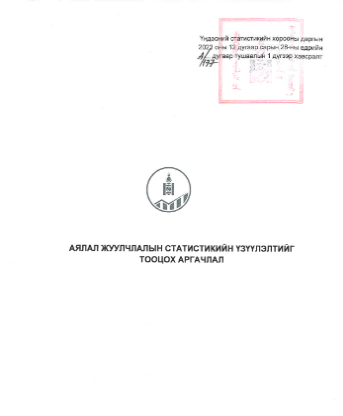 Үндэсний статистикийн хорооны даргын
2022 оны 12 дугаар сарын 28-ны өдрийн
дугаар тушаалын 1 дүгээр хавсралт
АЯЛАЛ ЖУУЛЧЛАЛЫН СТАТИСТИКИЙН ҮЗҮҮЛЭЛТИЙГ
ТООЦОХ АРГАЧЛАЛ